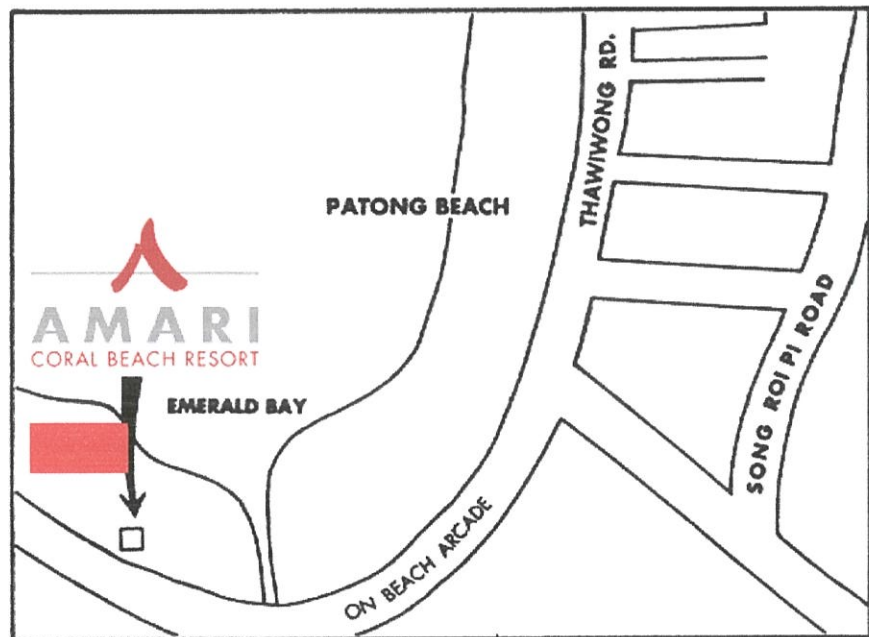 THAWIWONG RD.
PATONG BEACH
AMARI
CORAL BEACH RESORT
EMERALD BAY
SONG ROI PI ROAD
ON BEACH ARCADE